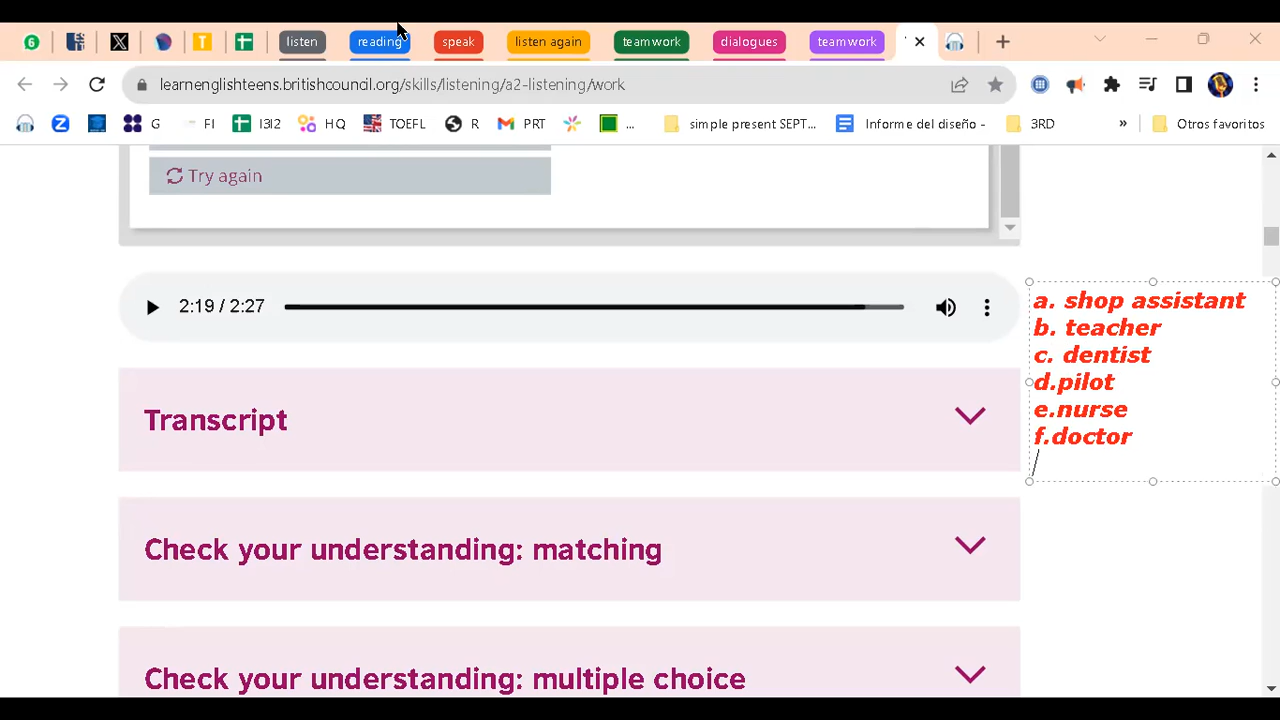 6 T listen reading speak listen again teamwork dialogues teamwork
learnenglishteens.britishcouncil.org/skills/listening/a2-listening/work
G FI I3I2 HQ TOEFL R PRT ... simple present SEPT... Informe del diseño - 3RD » Otros favoritos
Try again
2:19 / 2:27
a. shop assistant
b. teacher
c. dentist
d.pilot
e.nurse
f.doctor
Transcript
Check your understanding: matching
Check your understanding: multiple choice